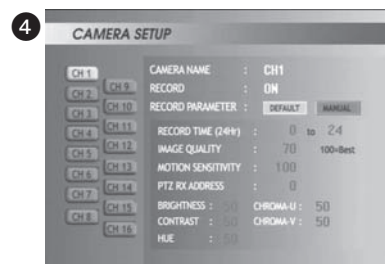 4
CAMERA SETUP
CH 1
CH 2
CH 3
CH 4
CH 5
CH 6
CH 7
CH 8
CH 9
CH 10
CH 11
CH 12
CH 13
CH 14
CH 15
CH 16
CAMERA NAME : CH1
RECORD : ON
RECORD PARAMETER : DEFAULT MANUAL
RECORD TIME (24Hr) : 0 to 24
IMAGE QUALITY : 70 100=Best
MOTION SENSITIVITY : 100
PTZ RX ADDRESS : 0
BRIGHTNESS : 50 CHROMA-U : 50
CONTRAST : 50 CHROMA-V : 50
HUE : 50